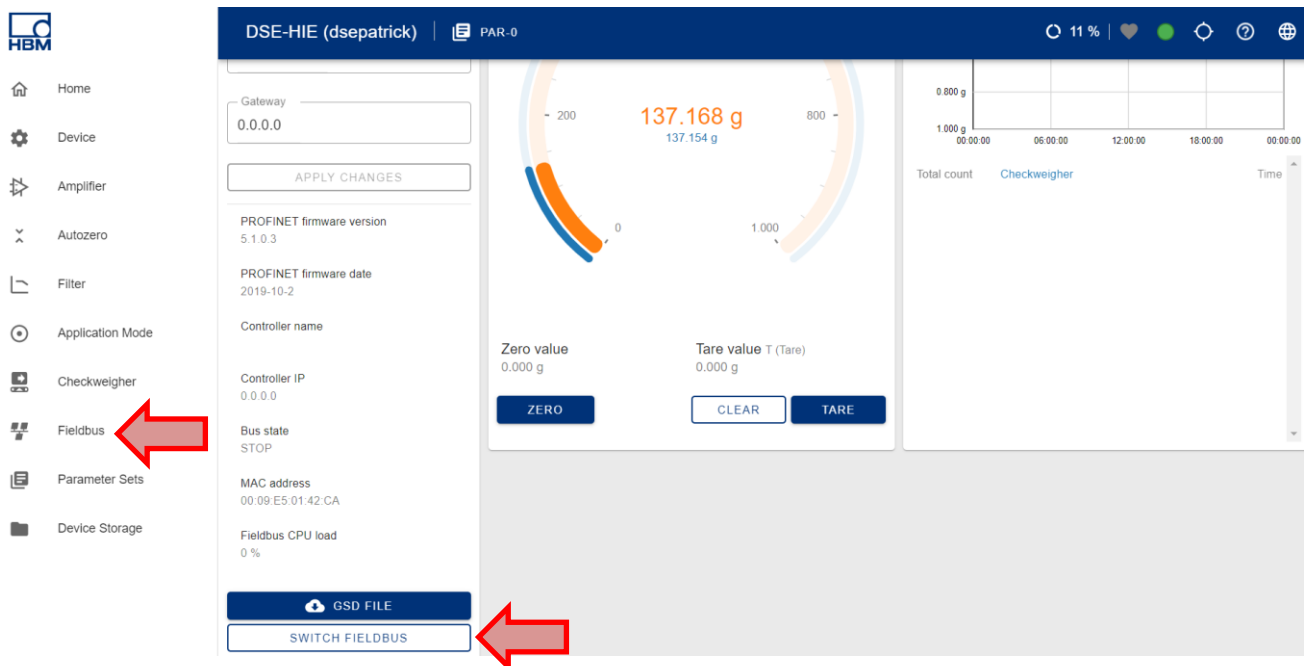 HBM
DSE-HIE (dsepatrick)
PAR-0
11 %
Home
Device
Amplifier
Autozero
Filter
Application Mode
Checkweigher
Fieldbus
Parameter Sets
Device Storage
Gateway
0.0.0.0
APPLY CHANGES
PROFINET firmware version
5.1.0.3
PROFINET firmware date
2019-10-2
Controller name
Controller IP
0.0.0.0
Bus state
STOP
MAC address
00:09:E5:01:42:CA
Fieldbus CPU load
0 %
GSD FILE
SWITCH FIELDBUS
200
137.168 g
800
137.154 g
0
1.000
Zero value
0.000 g
ZERO
Tare value T (Tare)
0.000 g
CLEAR
TARE
0.800 g
1.000 g
00:00:00 06:00:00 12:00:00 18:00:00 00:00:00
Total count Checkweigher Time